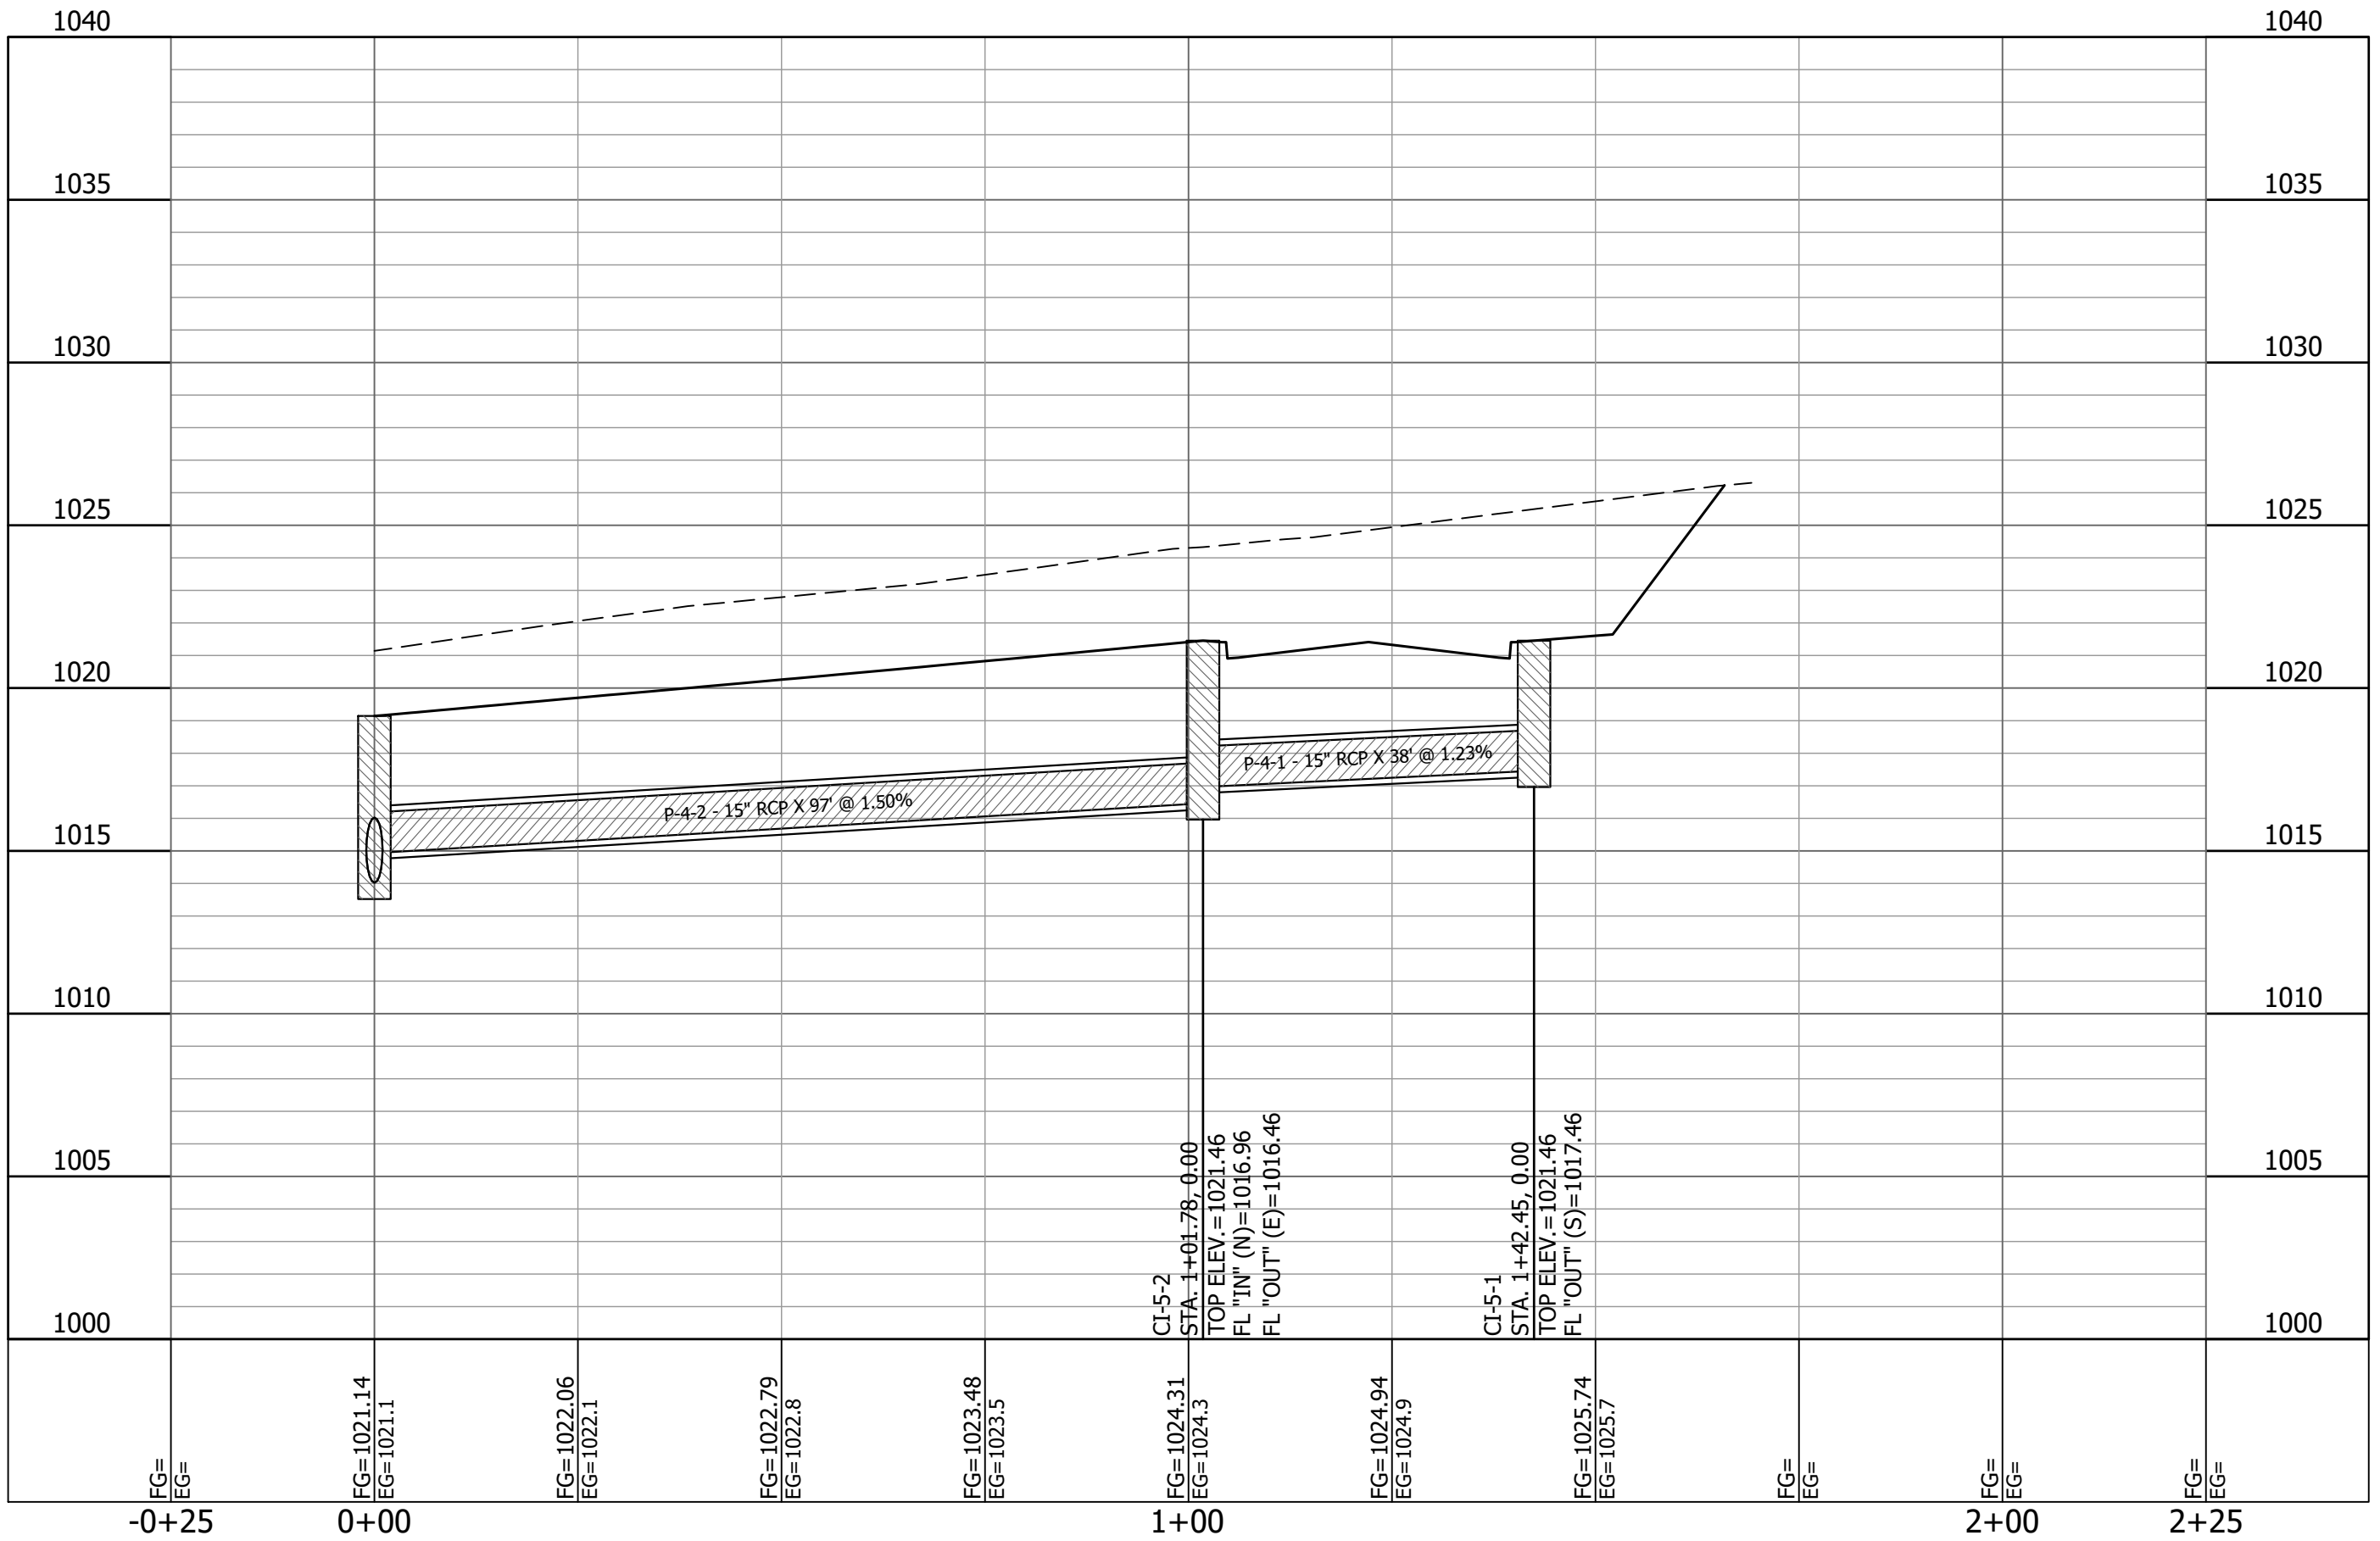 1040 1040
1035 1035
1030 1030
1025 1025
1020 1020
P-4-1 - 15" RCP X 38' @ 1.23%
P-4-2 - 15" RCP X 97' @ 1.50%
1015 1015
1010 1010
1005 1005
1000 1000
CI-5-2
STA. 1+01.78, 0.00
TOP ELEV.=1021.46
FL "IN" (N)=1016.96
FL "OUT" (E)=1016.46
CI-5-1
STA. 1+42.45, 0.00
TOP ELEV.=1021.46
FL "OUT" (S)=1017.46
FG=
EG=
FG=1021.14
EG=1021.1
FG=1022.06
EG=1022.1
FG=1022.79
EG=1022.8
FG=1023.48
EG=1023.5
FG=1024.31
EG=1024.3
FG=1024.94
EG=1024.9
FG=1025.74
EG=1025.7
FG=
EG=
FG=
EG=
FG=
EG=
-0+25 0+00 1+00 2+00 2+25